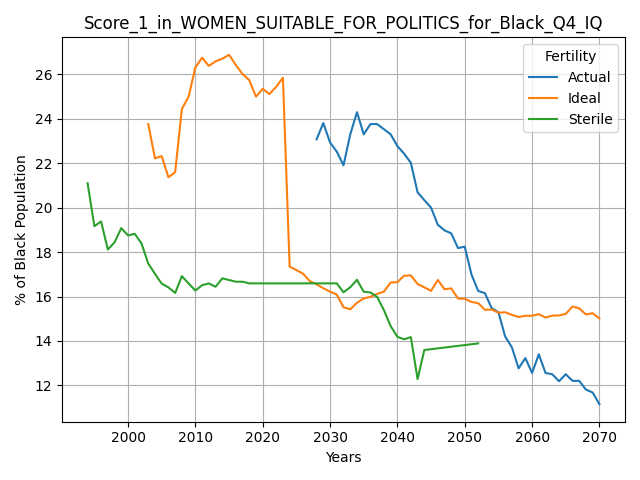 Score_1_in_WOMEN_SUITABLE_FOR_POLITICS_for_Black_Q4_IQ
Fertility
Actual
Ideal
Sterile
% of Black Population
26
24
22
20
18
16
14
12
2000
2010
2020
2030
2040
2050
2060
2070
Years